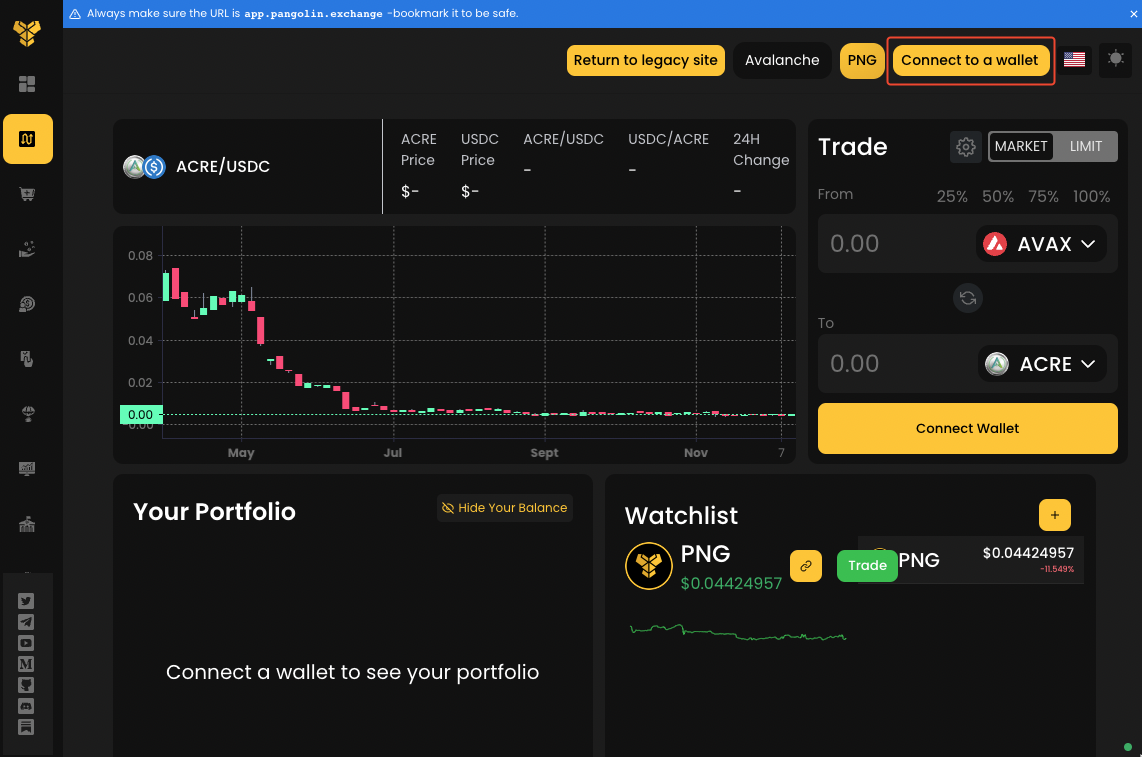 Always make sure the URL is app.pangolin.exchange -bookmark it to be safe.
Return to legacy site
Avalanche
PNG
Connect to a wallet
ACRE/USDC
ACRE Price
$-
USDC Price
$-
ACRE/USDC
-
USDC/ACRE
-
24H Change
-
Trade
MARKET
LIMIT
From
25% 50% 75% 100%
0.00
AVAX
To
0.00
ACRE
Connect Wallet
0.08
0.06
0.04
0.02
0.00
0.00
May
Jul
Sept
Nov
7
Your Portfolio
Hide Your Balance
Connect a wallet to see your portfolio
Watchlist
+
PNG
$0.04424957
Trade
PNG
$0.04424957
-11.549%